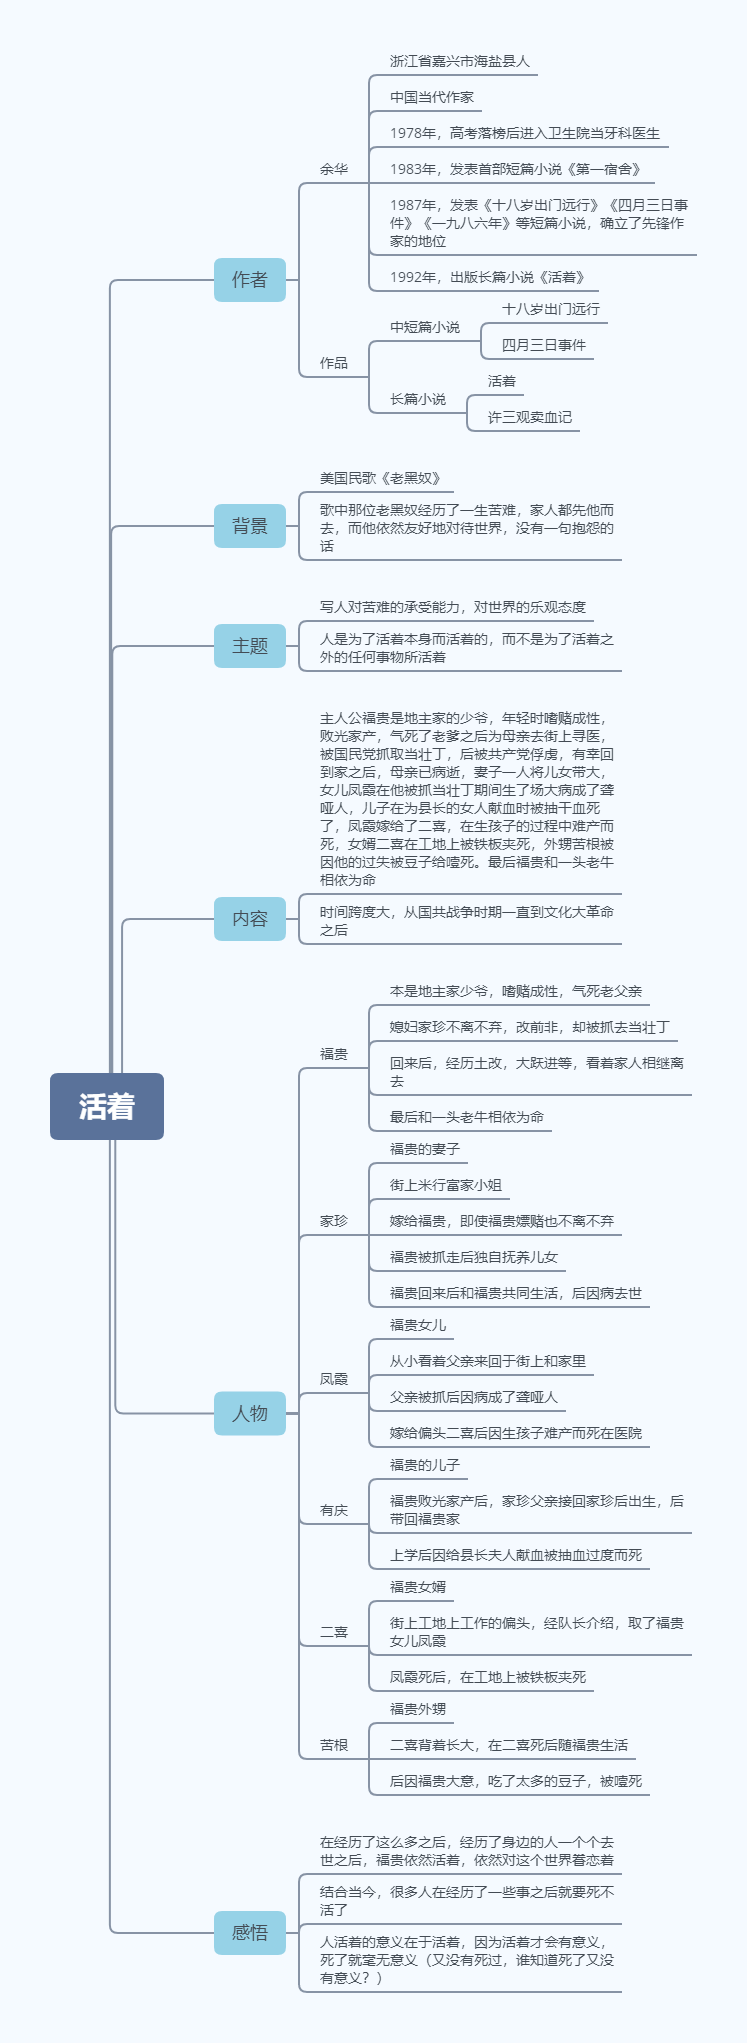 浙江省嘉兴市海盐县人
中国当代作家
1978年，高考落榜后进入卫生院当牙科医生
余华
1983年，发表首部短篇小说《第一宿舍》
1987年，发表《十八岁出门远行》《四月三日事
件》《一九八六年》等短篇小说，确立了先锋作
家的地位
作者
1992年，出版长篇小说《活着》
十八岁出门远行
中短篇小说
四月三日事件
作品
活着
长篇小说
许三观卖血记
美国民歌《老黑奴》
背景
歌中那位老黑奴经历了一生苦难，家人都先他而
去，而他依然友好地对待世界，没有一句抱怨的
话
写人对苦难的承受能力，对世界的乐观态度
主题
人是为了活着本身而活着的，而不是为了活着之
外的任何事物所活着
主人公福贵是地主家的少爷，年轻时嗜赌成性，
败光家产，气死了老爹之后为母亲去街上寻医，
被国民党抓取当壮丁，后被共产党俘虏，有幸回
到家之后，母亲已病逝，妻子一人将儿女带大，
女儿凤霞在他被抓当壮丁期间生了场大病成了聋
哑人，儿子在为县长的女人献血时被抽干血死
了，凤霞嫁给了二喜，在生孩子的过程中难产而
死，女婿二喜在工地上被铁板夹死，外甥苦根被
因他的过失被豆子给噎死。最后福贵和一头老牛
相依为命
内容
时间跨度大，从国共战争时期一直到文化大革命
之后
活着
本是地主家少爷，嗜赌成性，气死老父亲
媳妇家珍不离不弃，改前非，却被抓去当壮丁
福贵
回来后，经历土改，大跃进等，看着家人相继离
去
最后和一头老牛相依为命
福贵的妻子
街上米行富家小姐
家珍
嫁给福贵，即使福贵嫖赌也不离不弃
福贵被抓走后独自抚养儿女
福贵回来后和福贵共同生活，后因病去世
福贵女儿
从小看着父亲来回于街上和家里
凤霞
父亲被抓后因病成了聋哑人
嫁给偏头二喜后因生孩子难产而死在医院
人物
福贵的儿子
有庆
福贵败光家产后，家珍父亲接回家珍后出生，后
带回福贵家
上学后因给县长夫人献血被抽血过度而死
福贵女婿
二喜
街上工地上工作的偏头，经队长介绍，取了福贵
女儿凤霞
凤霞死后，在工地上被铁板夹死
福贵外甥
苦根
二喜背着长大，在二喜死后随福贵生活
后因福贵大意，吃了太多的豆子，被噎死
在经历了这么多之后，经历了身边的人一个个去
世之后，福贵依然活着，依然对这个世界眷恋着
结合当今，很多人在经历了一些事之后就要死不
活了
感悟
人活着的意义在于活着，因为活着才会有意义，
死了就毫无意义（又没有死过，谁知道死了又没
有意义？）